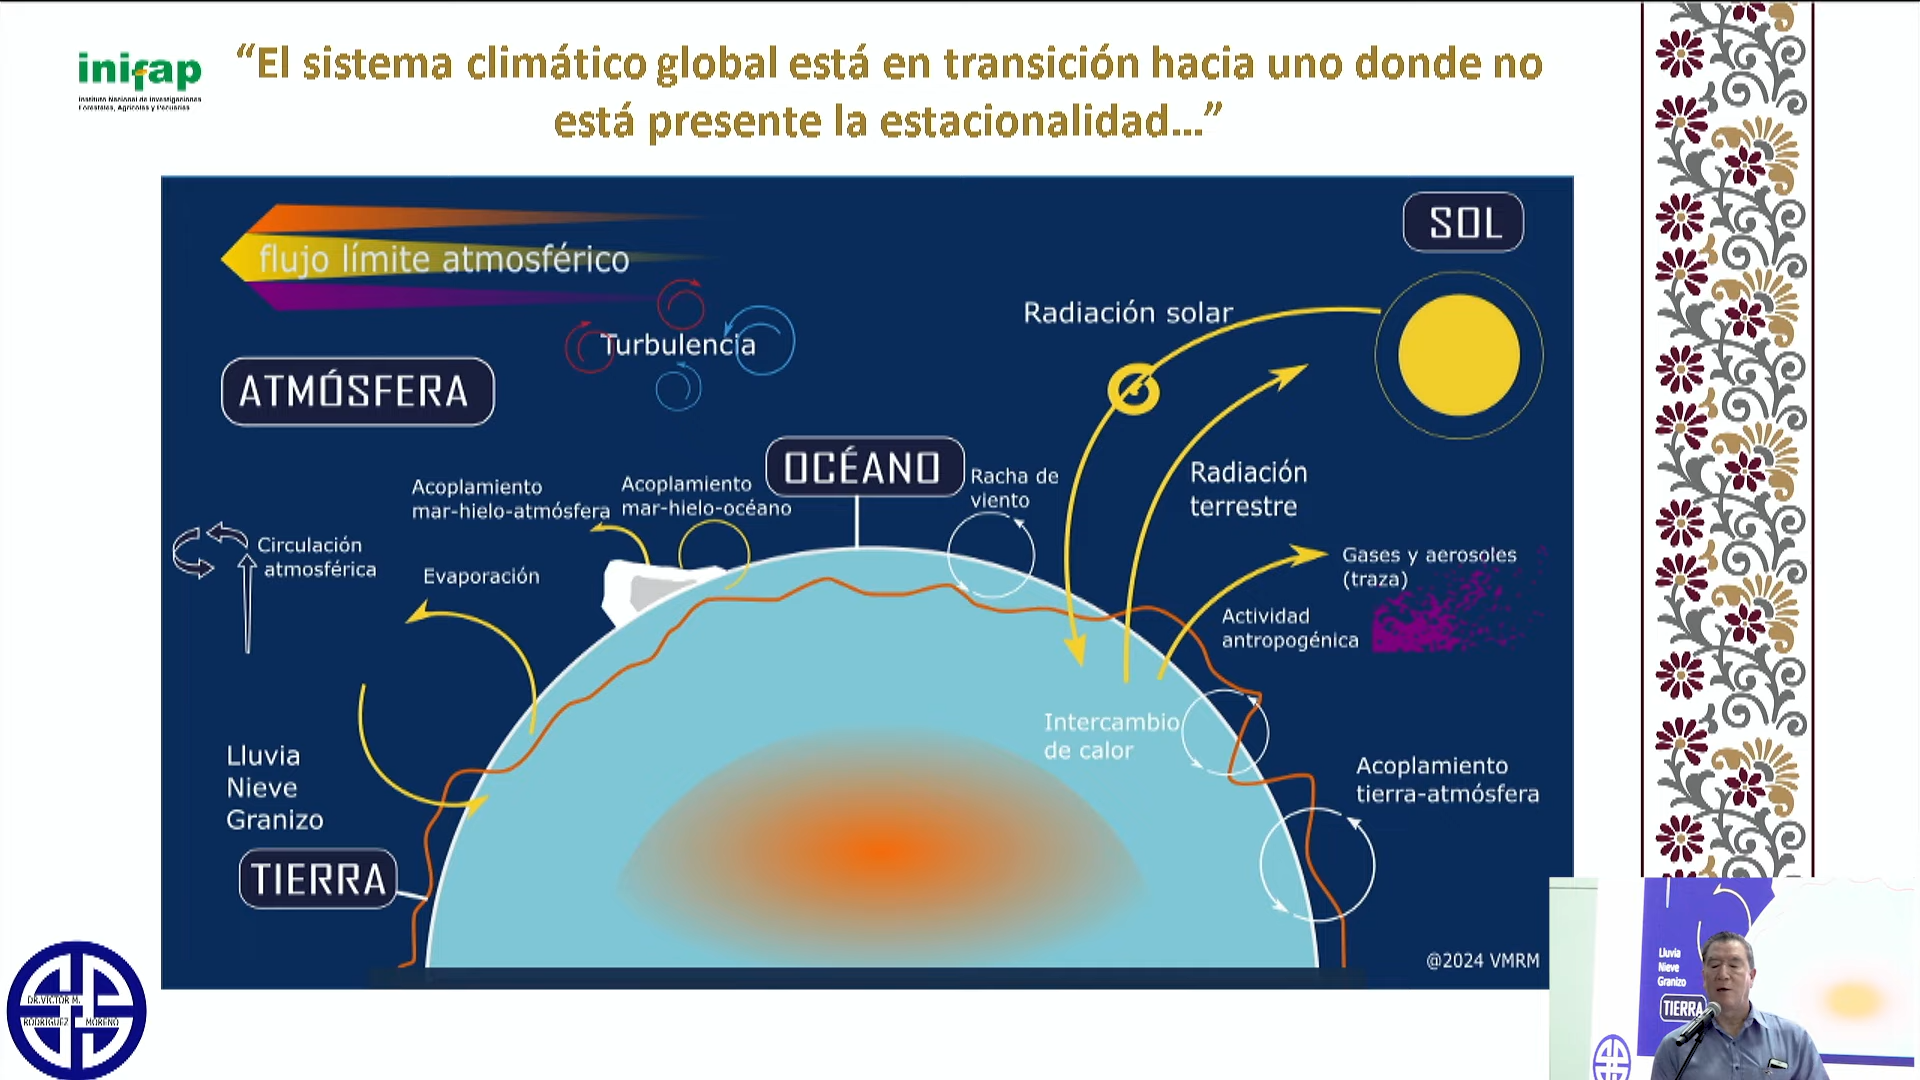 inifap
Instituto Nacional de Investigaciones
Forestales, Agrícolas y Pecuarias
“El sistema climático global está en transición hacia uno donde no
está presente la estacionalidad...”
flujo límite atmosférico
SOL
Radiación solar
Turbulencia
ATMÓSFERA
OCÉANO
Racha de
viento
Acoplamiento
mar-hielo-atmósfera
Acoplamiento
mar-hielo-océano
Radiación
terrestre
Circulación
atmosférica
Evaporación
Gases y aerosoles
(traza)
Actividad
antropogénica
Intercambio
de calor
Lluvia
Nieve
Granizo
Acoplamiento
tierra-atmósfera
TIERRA
@2024 VMRM
DR.VICTOR M.
RODRIGUEZ MORENO
Lluvia
Nieve
Granizo
TIERRA